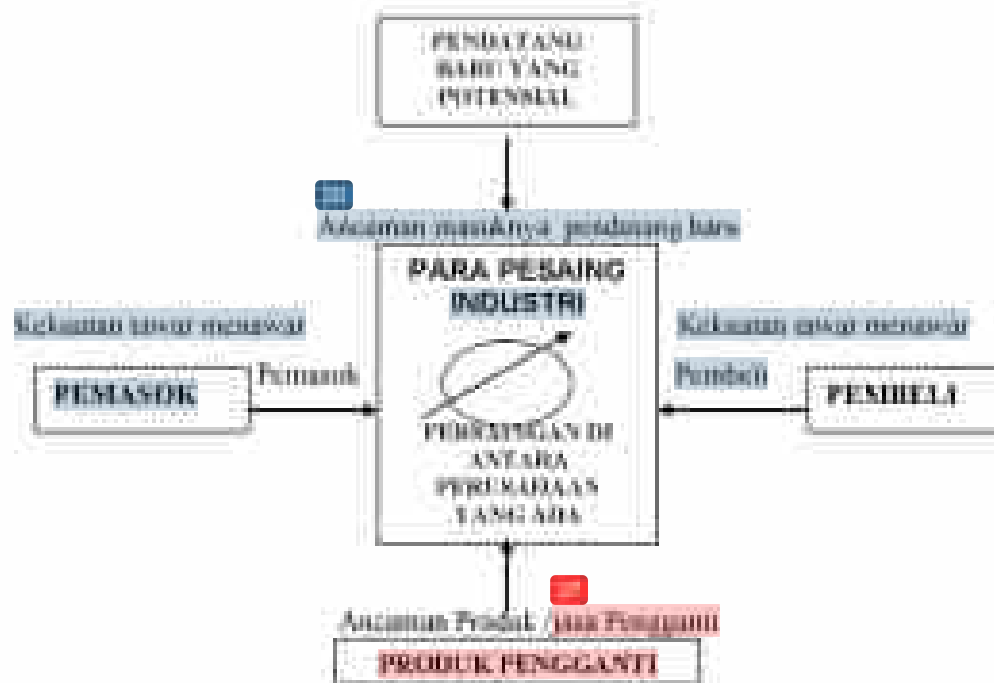 PENDATANG
BARU YANG
POTENSIAL
Ancaman masuknya pendatang baru
PARA PESAING
INDUSTRI
Kekuatan tawar menawar
Pemasok
PEMASOK
Kekuatan tawar menawar
Pembeli
PEMBELI
PERSAINGAN DI
ANTARA
PERUSAHAAN
YANG ADA
Ancaman Produk /jasa Pengganti
PRODUK PENGGANTI